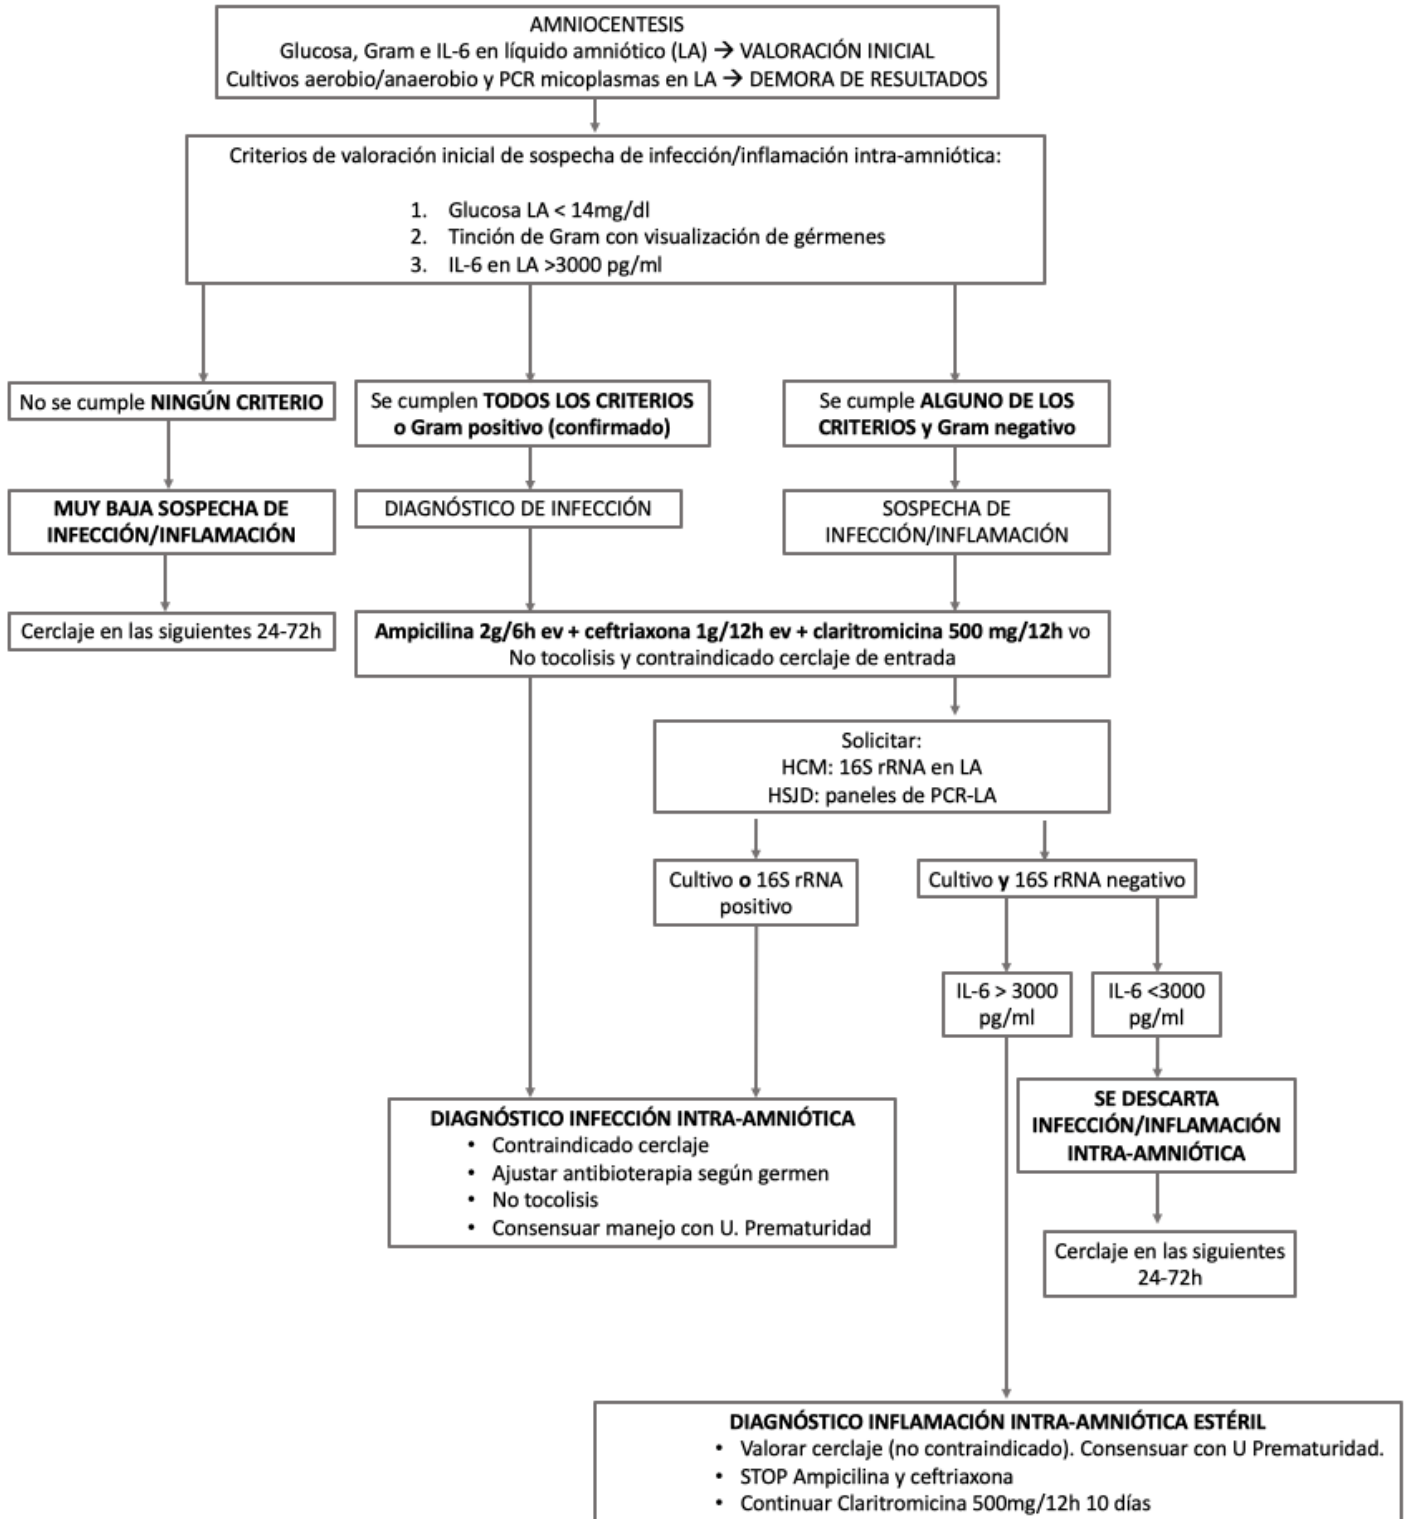 AMNIOCENTESIS
Glucosa, Gram e IL-6 en líquido amniótico (LA) → VALORACIÓN INICIAL
Cultivos aerobio/anaerobio y PCR micoplasmas en LA → DEMORA DE RESULTADOS
Criterios de valoración inicial de sospecha de infección/inflamación intra-amniótica:
1. Glucosa LA < 14mg/dl
2. Tinción de Gram con visualización de gérmenes
3. IL-6 en LA >3000 pg/ml
No se cumple NINGÚN CRITERIO
Se cumplen TODOS LOS CRITERIOS
o Gram positivo (confirmado)
Se cumple ALGUNO DE LOS
CRITERIOS y Gram negativo
MUY BAJA SOSPECHA DE
INFECCIÓN/INFLAMACIÓN
DIAGNÓSTICO DE INFECCIÓN
SOSPECHA DE
INFECCIÓN/INFLAMACIÓN
Cerclaje en las siguientes 24-72h
Ampicilina 2g/6h ev + ceftriaxona 1g/12h ev + claritromicina 500 mg/12h vo
No tocolisis y contraindicado cerclaje de entrada
Solicitar:
HCM: 16S rRNA en LA
HSJD: paneles de PCR-LA
Cultivo o 16S rRNA
positivo
Cultivo y 16S rRNA negativo
IL-6 > 3000
pg/ml
IL-6 <3000
pg/ml
SE DESCARTA
INFECCIÓN/INFLAMACIÓN
INTRA-AMNIÓTICA
DIAGNÓSTICO INFECCIÓN INTRA-AMNIÓTICA
• Contraindicado cerclaje
• Ajustar antibioterapia según germen
• No tocolisis
• Consensuar manejo con U. Prematuridad
Cerclaje en las siguientes
24-72h
DIAGNÓSTICO INFLAMACIÓN INTRA-AMNIÓTICA ESTÉRIL
• Valorar cerclaje (no contraindicado). Consensuar con U Prematuridad.
• STOP Ampicilina y ceftriaxona
• Continuar Claritromicina 500mg/12h 10 días